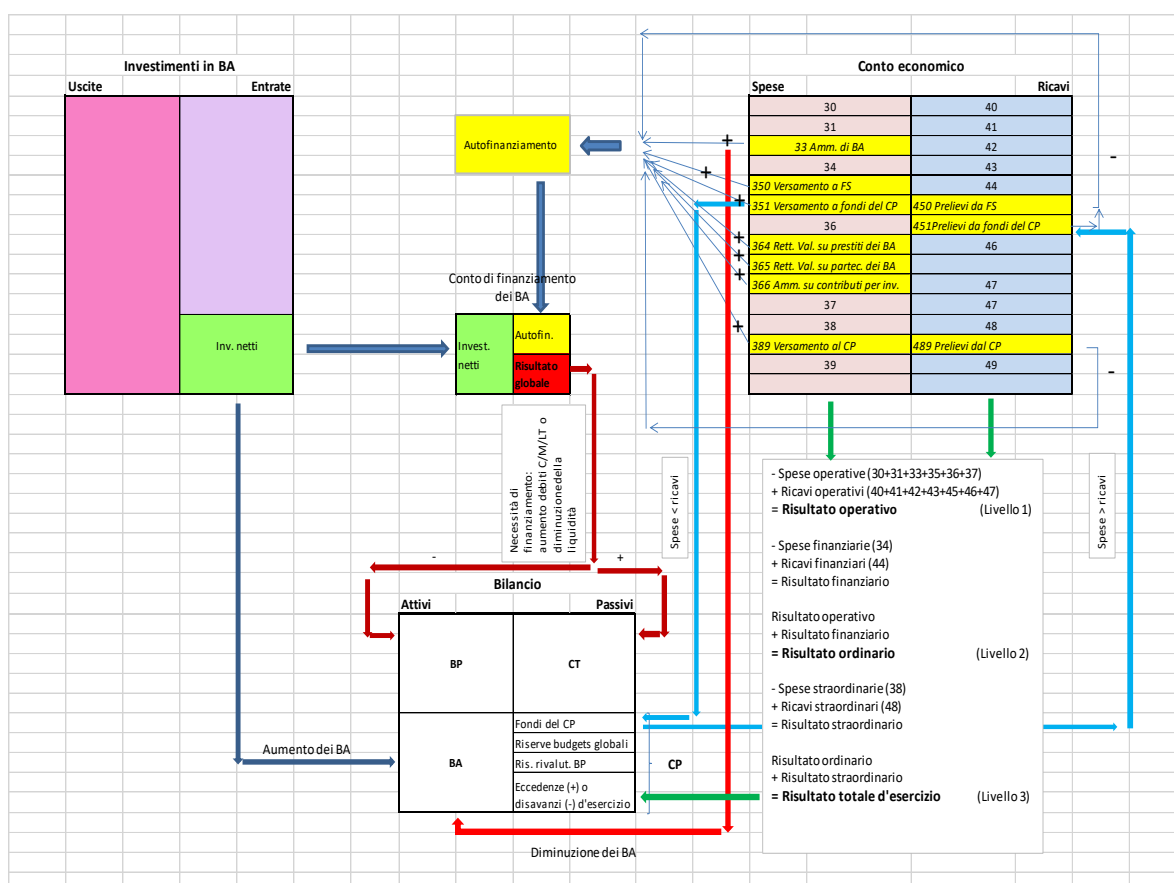 Investimenti in BA
Uscite Entrate
Inv. netti
Autofinanziamento
Conto di finanziamento
dei BA
Invest.
netti
Autofin.
Risultato
globale
Necessità di
finanziamento:
aumento debiti C/M/LT o
diminuzione della
liquidità
Conto economico
Spese Ricavi
30 40
31 41
33 Amm. di BA 42
34 43
350 Versamento a FS 44
351 Versamento a fondi del CP 450 Prelievi da FS
36 451Prelievi da fondi del CP
364 Rett. Val. su prestiti dei BA 46
365 Rett. Val. su partec. dei BA
366 Amm. su contributi per inv. 47
37 47
38 48
389 Versamento al CP 489 Prelievi dal CP
39 49
+
+
+
+
+
+
+
-
-
-
Spese < ricavi
Spese > ricavi
- Spese operative (30+31+33+35+36+37)
+ Ricavi operativi (40+41+42+43+45+46+47)
= Risultato operativo (Livello 1)
- Spese finanziarie (34)
+ Ricavi finanziari (44)
= Risultato finanziario
Risultato operativo
+ Risultato finanziario
= Risultato ordinario (Livello 2)
- Spese straordinarie (38)
+ Ricavi straordinari (48)
= Risultato straordinario
Risultato ordinario
+ Risultato straordinario
= Risultato totale d'esercizio (Livello 3)
- +
Bilancio
Attivi Passivi
BP CT
BA
Fondi del CP
Riserve budgets globali
Ris. rivalut. BP
Eccedenze (+) o
disavanzi (-) d'esercizio
CP
Aumento dei BA
Diminuzione dei BA